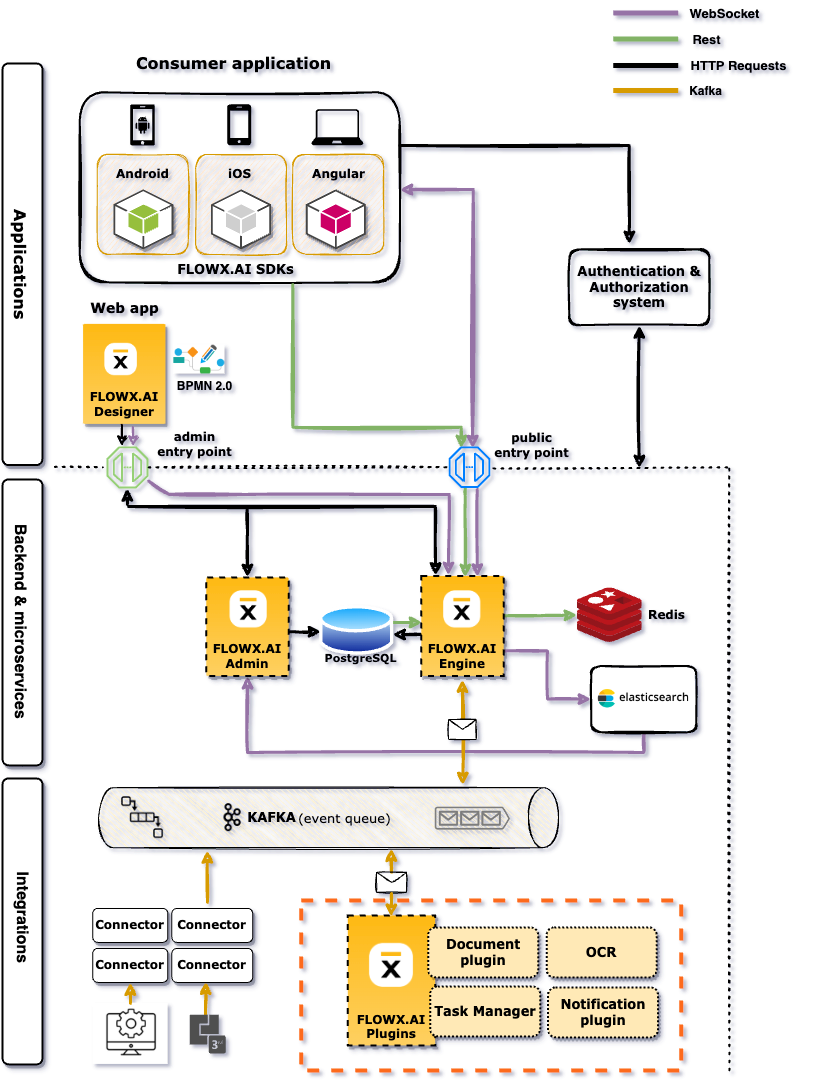 WebSocket
Rest
HTTP Requests
Kafka
Consumer application
Applications
Android
iOS
Angular
FLOWX.AI SDKs
Authentication &
Authorization
system
Web app
FLOWX.AI
Designer
BPMN 2.0
admin
entry point
public
entry point
Backend & microservices
FLOWX.AI
Admin
PostgreSQL
FLOWX.AI
Engine
Redis
elasticsearch
Integrations
KAFKA (event queue)
Connector
Connector
Connector
Connector
3rd
FLOWX.AI
Plugins
Document
plugin
OCR
Task Manager
Notification
plugin